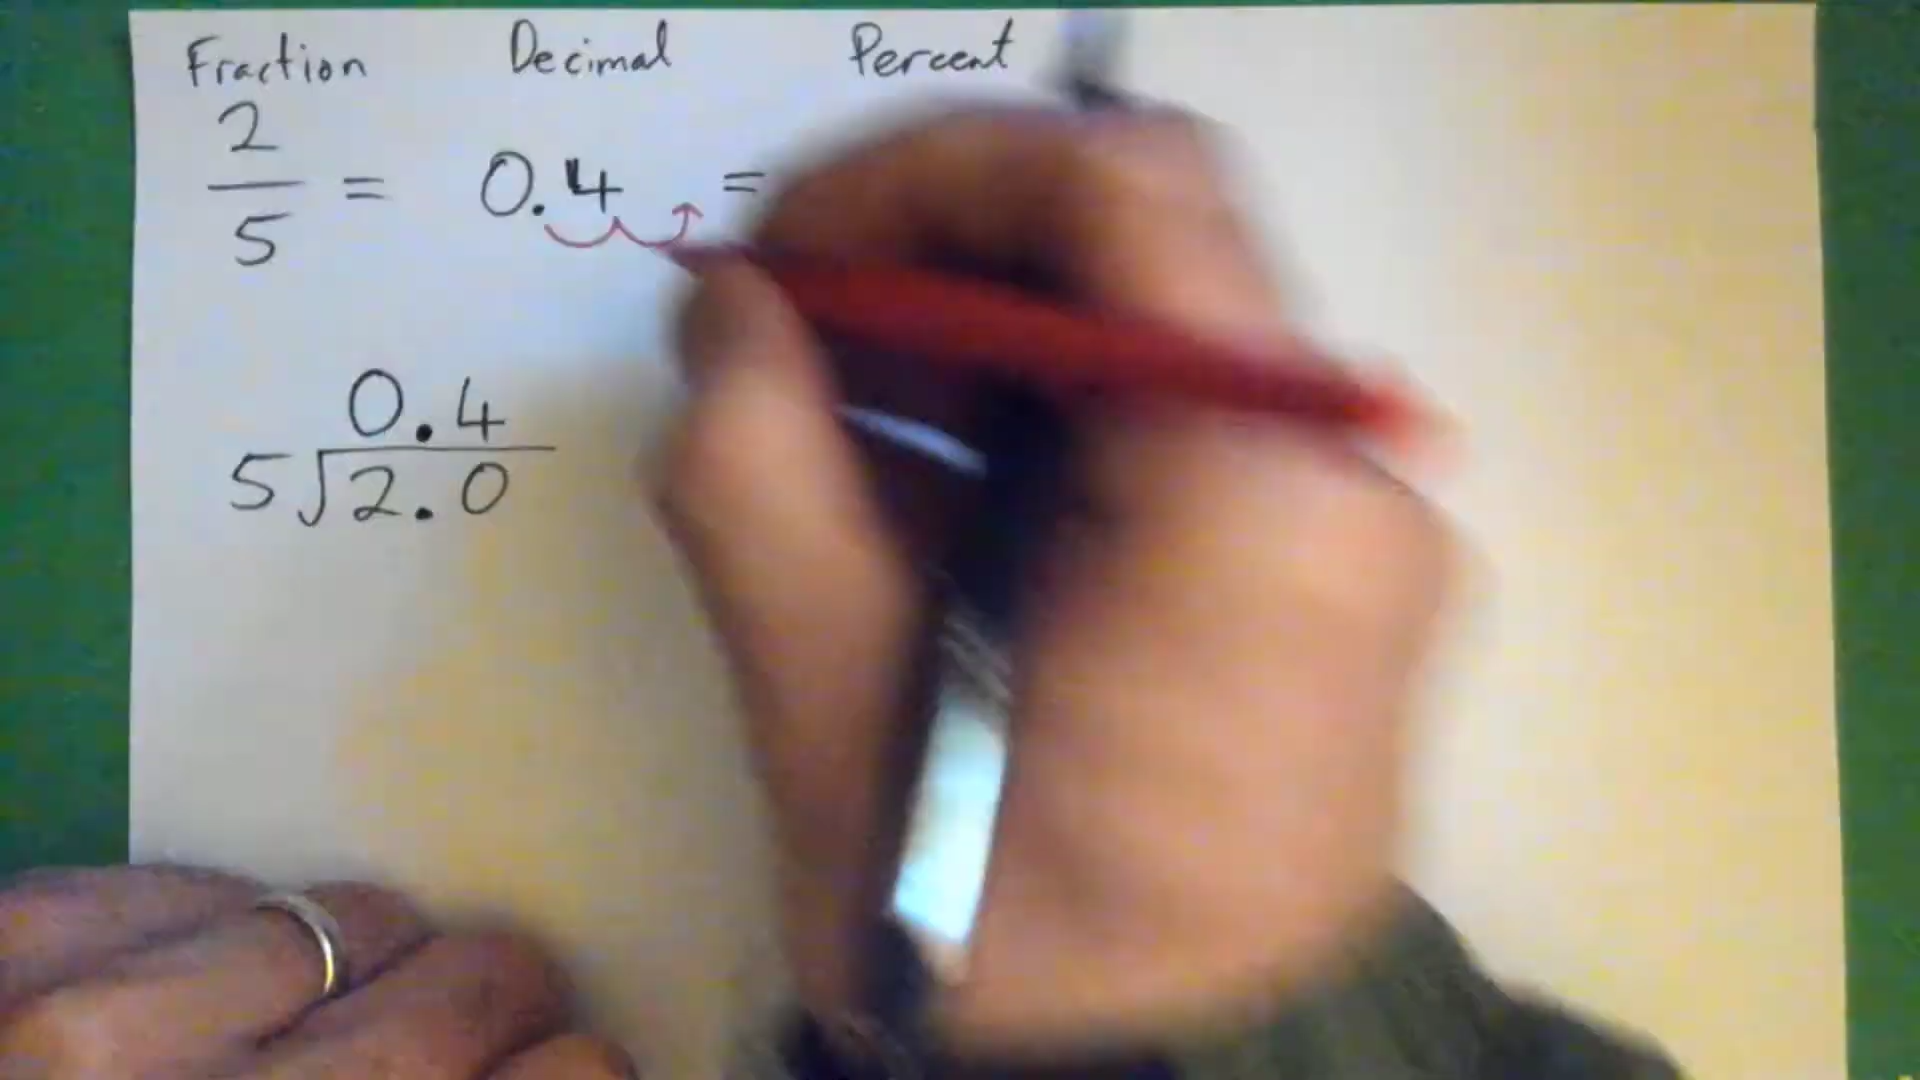 Fraction Decimal Percent
2/5 = 0.4 =
0.4
5√2.0